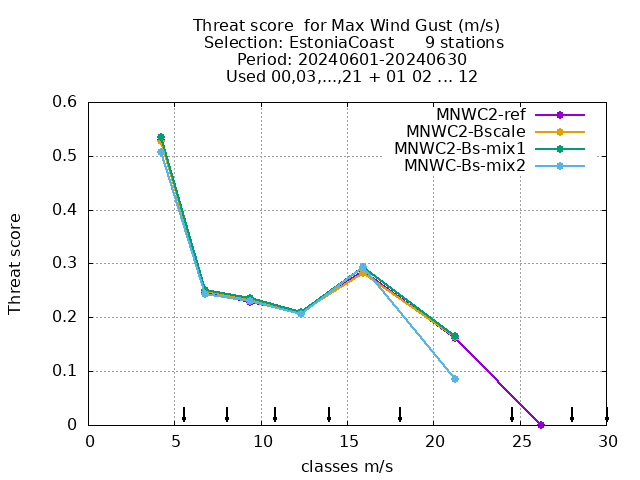 Threat score for Max Wind Gust (m/s)
Selection: EstoniaCoast 9 stations
Period: 20240601-20240630
Used 00,03,...,21 + 01 02 ... 12
MNWC2-ref
MNWC2-Bscale
MNWC2-Bs-mix1
MNWC-Bs-mix2
0.6
0.5
0.4
0.3
0.2
0.1
0
Threat score
0 5 10 15 20 25 30
classes m/s